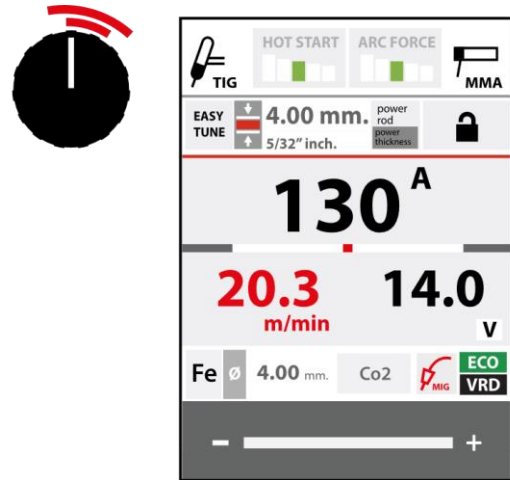 HOT START ARC FORCE
TIG MMA
EASY TUNE 4.00 mm. power rod
5/32” inch. power thickness
130 A
20.3 14.0
m/min V
Fe ø 4.00 mm. Co2 MIG ECO
VRD
- +